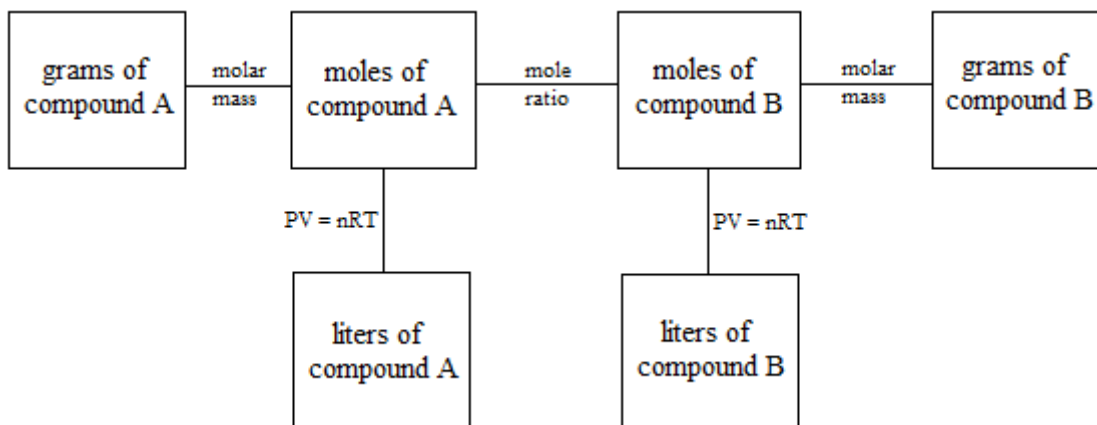 grams of
compound A
molar
mass
moles of
compound A
mole
ratio
moles of
compound B
molar
mass
grams of
compound B
PV = nRT
PV = nRT
liters of
compound A
liters of
compound B